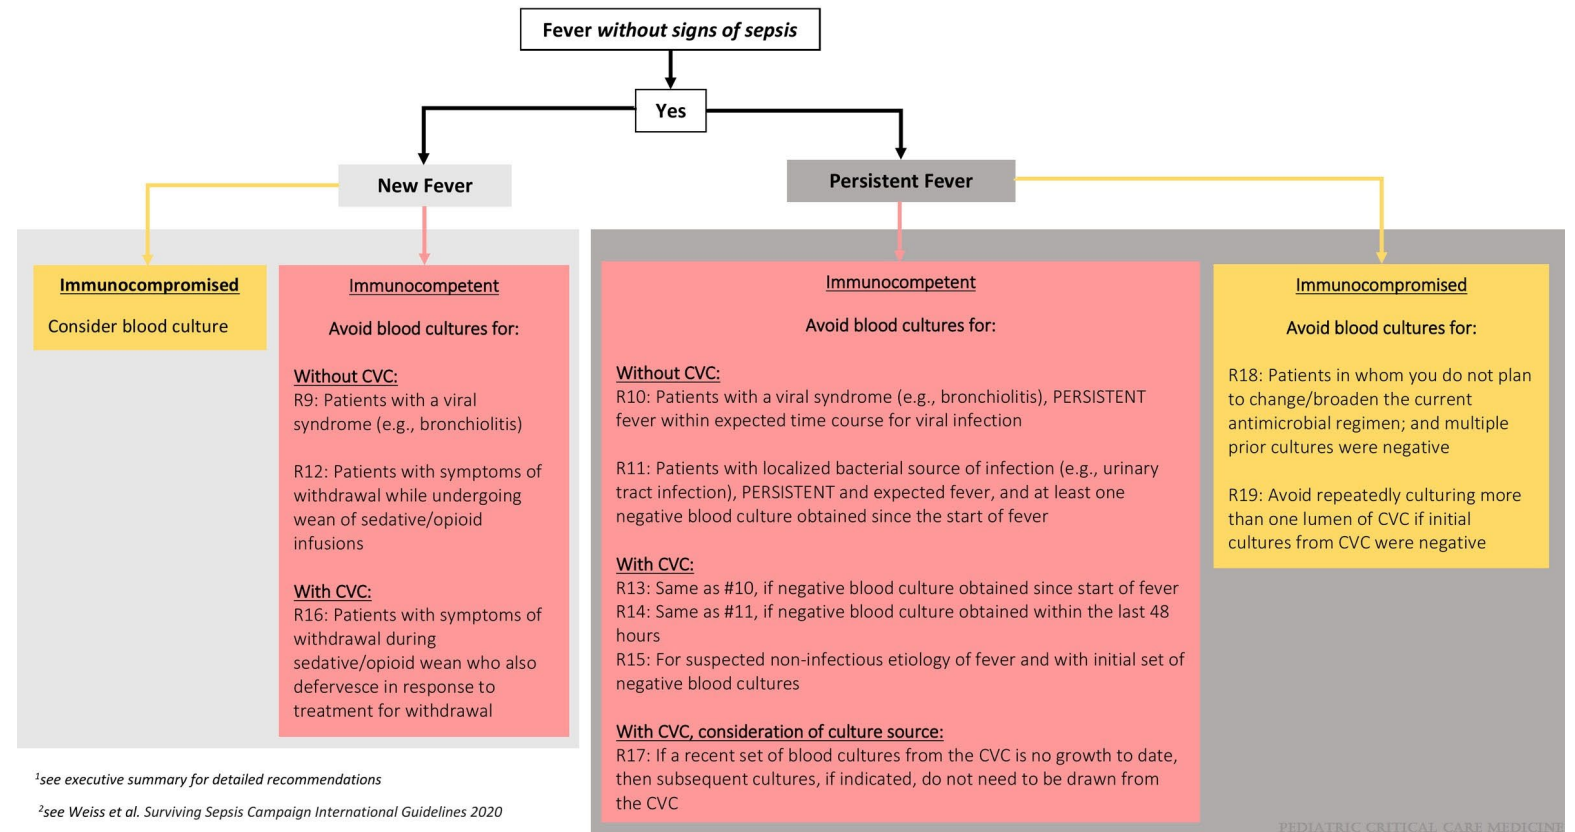 Fever without signs of sepsis
Yes
New Fever
Persistent Fever
Immunocompromised
Consider blood culture
Immunocompetent
Avoid blood cultures for:
Without CVC:
R9: Patients with a viral
syndrome (e.g., bronchiolitis)
R12: Patients with symptoms of
withdrawal while undergoing
wean of sedative/opioid
infusions
With CVC:
R16: Patients with symptoms of
withdrawal during
sedative/opioid wean who also
defervesce in response to
treatment for withdrawal
Immunocompetent
Avoid blood cultures for:
Without CVC:
R10: Patients with a viral syndrome (e.g., bronchiolitis), PERSISTENT
fever within expected time course for viral infection
R11: Patients with localized bacterial source of infection (e.g., urinary
tract infection), PERSISTENT and expected fever, and at least one
negative blood culture obtained since the start of fever
With CVC:
R13: Same as #10, if negative blood culture obtained since start of fever
R14: Same as #11, if negative blood culture obtained within the last 48
hours
R15: For suspected non-infectious etiology of fever and with initial set of
negative blood cultures
With CVC, consideration of culture source:
R17: If a recent set of blood cultures from the CVC is no growth to date,
then subsequent cultures, if indicated, do not need to be drawn from
the CVC
Immunocompromised
Avoid blood cultures for:
R18: Patients in whom you do not plan
to change/broaden the current
antimicrobial regimen; and multiple
prior cultures were negative
R19: Avoid repeatedly culturing more
than one lumen of CVC if initial
cultures from CVC were negative
1see executive summary for detailed recommendations
2see Weiss et al. Surviving Sepsis Campaign International Guidelines 2020
PEDIATRIC CRITICAL CARE MEDICINE